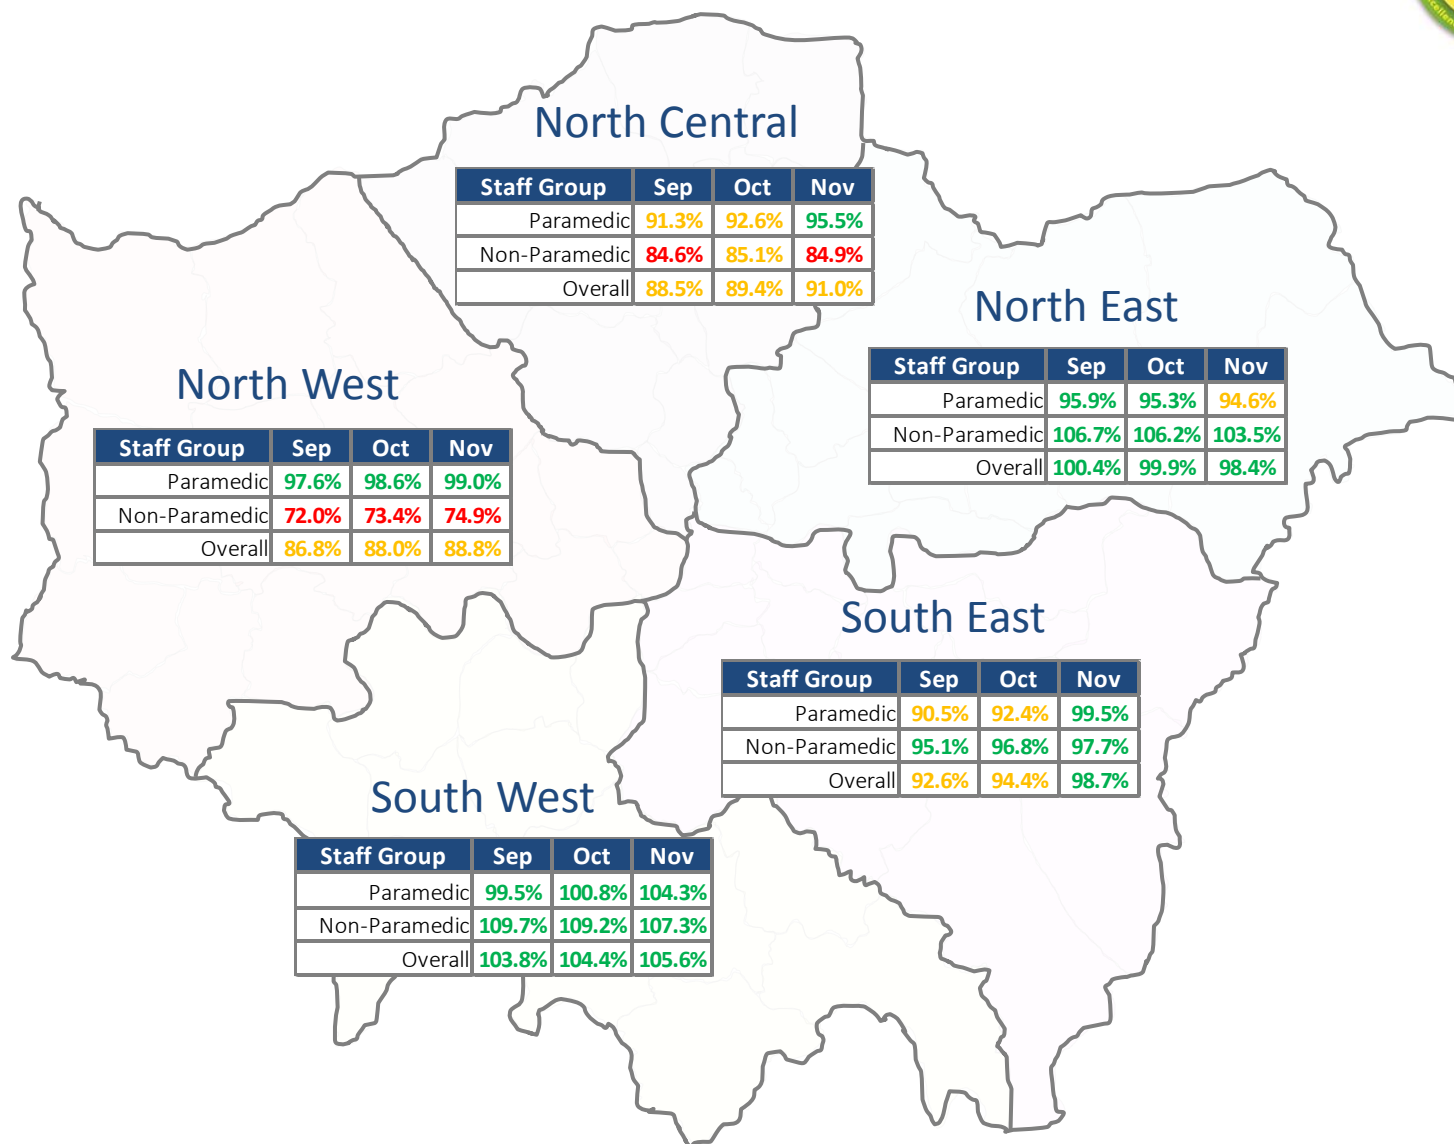 North Central
Staff Group Sep Oct Nov
Paramedic 91.3% 92.6% 95.5%
Non-Paramedic 84.6% 85.1% 84.9%
Overall 88.5% 89.4% 91.0%
North East
Staff Group Sep Oct Nov
Paramedic 95.9% 95.3% 94.6%
Non-Paramedic 106.7% 106.2% 103.5%
Overall 100.4% 99.9% 98.4%
North West
Staff Group Sep Oct Nov
Paramedic 97.6% 98.6% 99.0%
Non-Paramedic 72.0% 73.4% 74.9%
Overall 86.8% 88.0% 88.8%
South East
Staff Group Sep Oct Nov
Paramedic 90.5% 92.4% 99.5%
Non-Paramedic 95.1% 96.8% 97.7%
Overall 92.6% 94.4% 98.7%
South West
Staff Group Sep Oct Nov
Paramedic 99.5% 100.8% 104.3%
Non-Paramedic 109.7% 109.2% 107.3%
Overall 103.8% 104.4% 105.6%